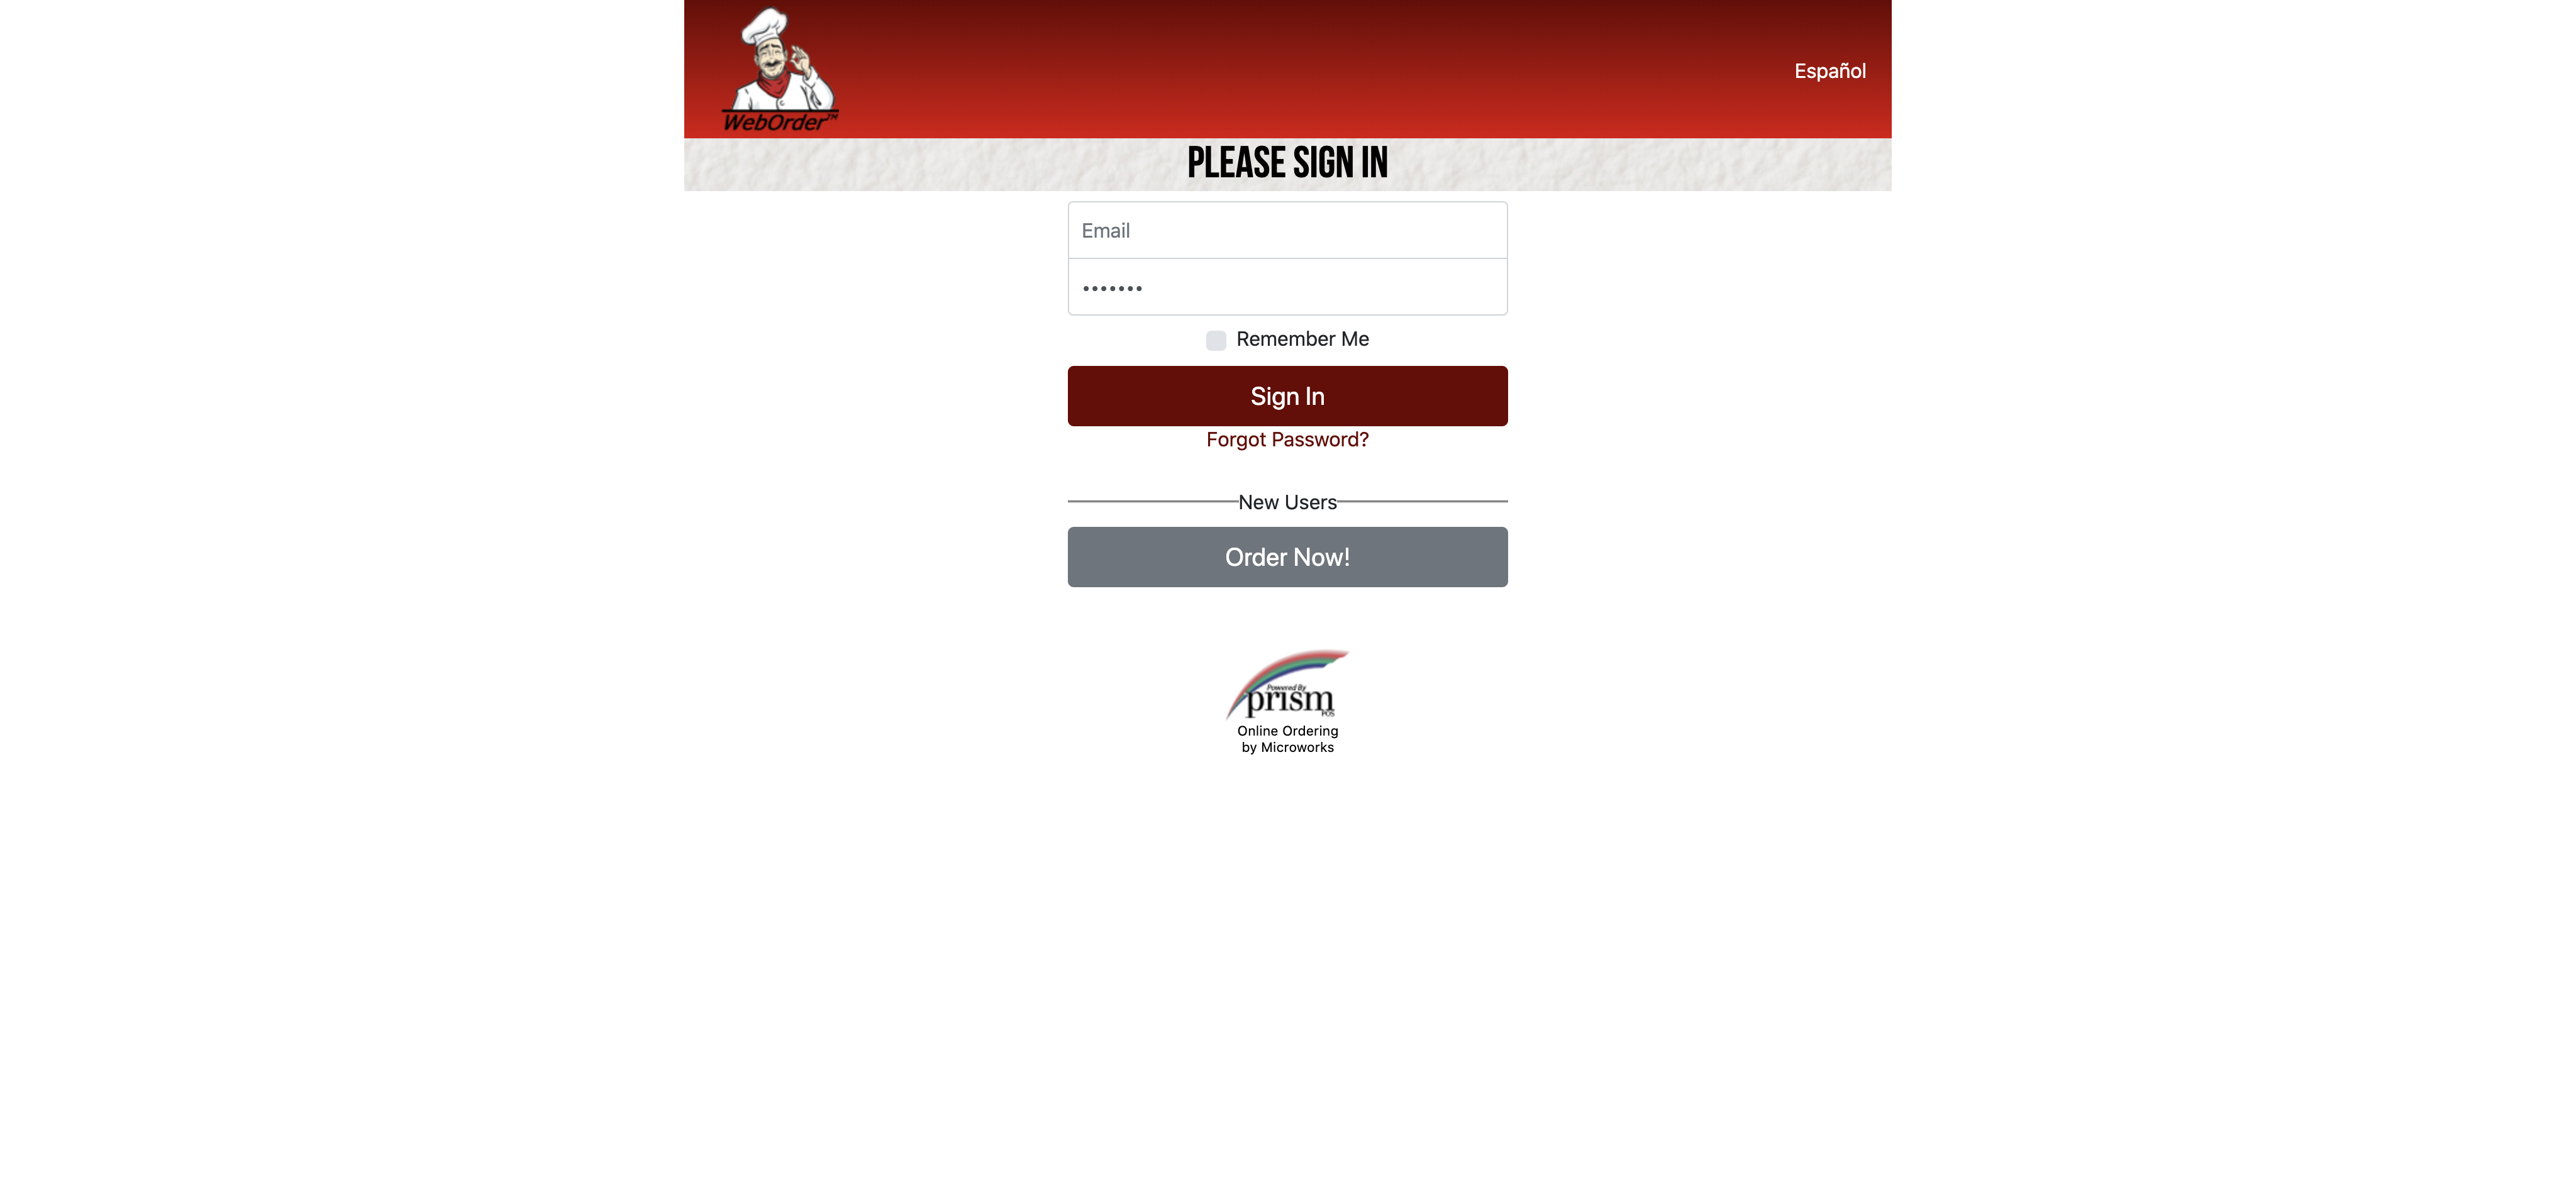 WebOrder™
Español
PLEASE SIGN IN
Email
•••••••
Remember Me
Sign In
Forgot Password?
New Users
Order Now!
Powered By
prism
POS
Online Ordering
by Microworks